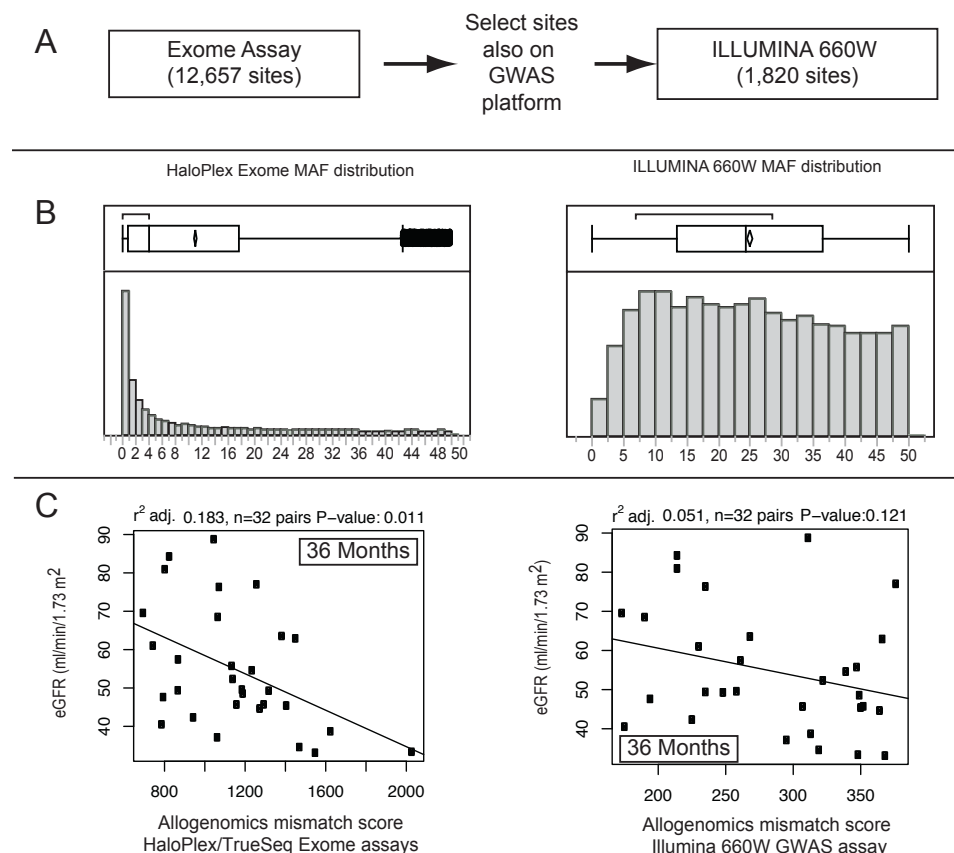 A
Exome Assay
(12,657 sites)
Select sites
also on
GWAS
platform
ILLUMINA 660W
(1,820 sites)
HaloPlex Exome MAF distribution
ILLUMINA 660W MAF distribution
B
0 2 4 6 8 12 16 20 24 28 32 36 40 44 48 50
0 5 10 15 20 25 30 35 40 45 50
C
r² adj. 0.183, n=32 pairs P-value: 0.011
36 Months
eGFR (ml/min/1.73 m²
90
80
70
60
50
40
800 1200 1600 2000
Allogenomics mismatch score
HaloPlex/TrueSeq Exome assays
r² adj. 0.051, n=32 pairs P-value:0.121
36 Months
eGFR (ml/min/1.73 m²)
90
80
70
60
50
40
200 250 300 350
Allogenomics mismatch score
Illumina 660W GWAS assay